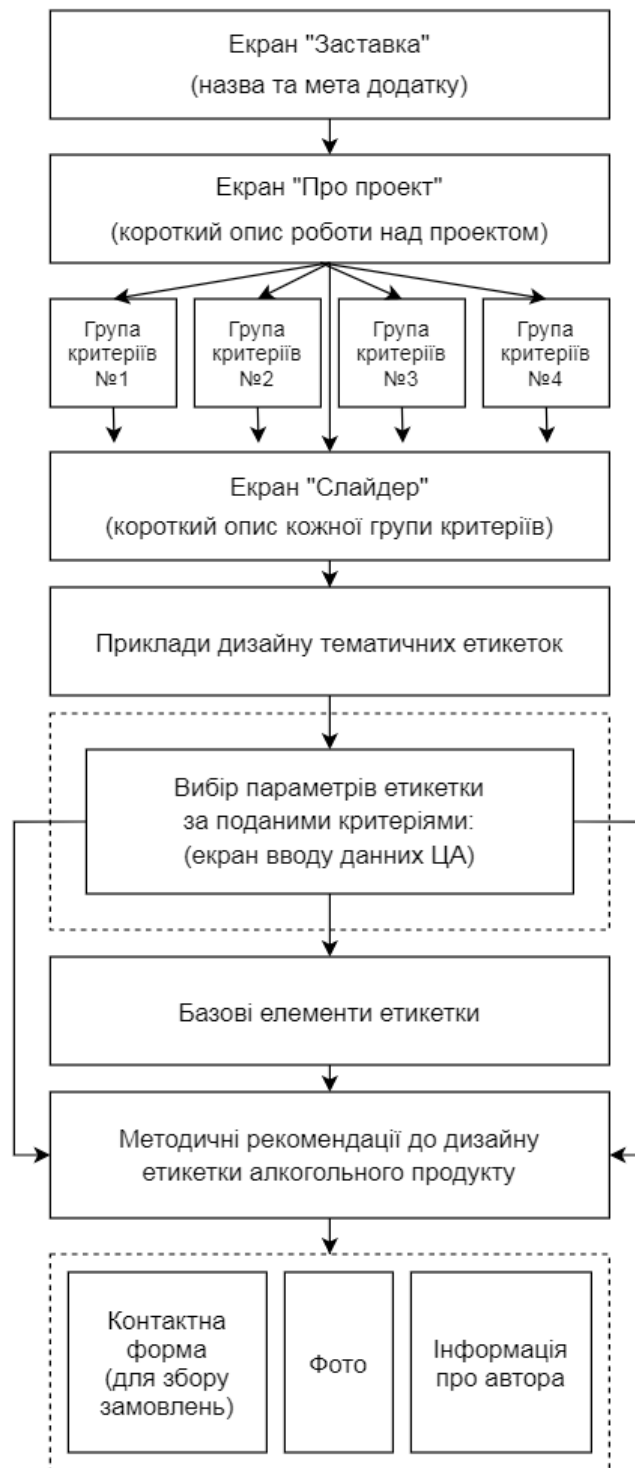 Екран "Заставка"
(назва та мета додатку)
Екран "Про проект"
(короткий опис роботи над проектом)
Група
критеріїв
№1
Група
критеріїв
№2
Група
критеріїв
№3
Група
критеріїв
№4
Екран "Слайдер"
(короткий опис кожної групи критеріїв)
Приклади дизайну тематичних етикеток
Вибір параметрів етикетки
за поданими критеріями:
(екран вводу данних ЦА)
Базові елементи етикетки
Методичні рекомендації до дизайну
етикетки алкогольного продукту
Контактна
форма
(для збору
замовлень)
Фото
Інформація
про автора